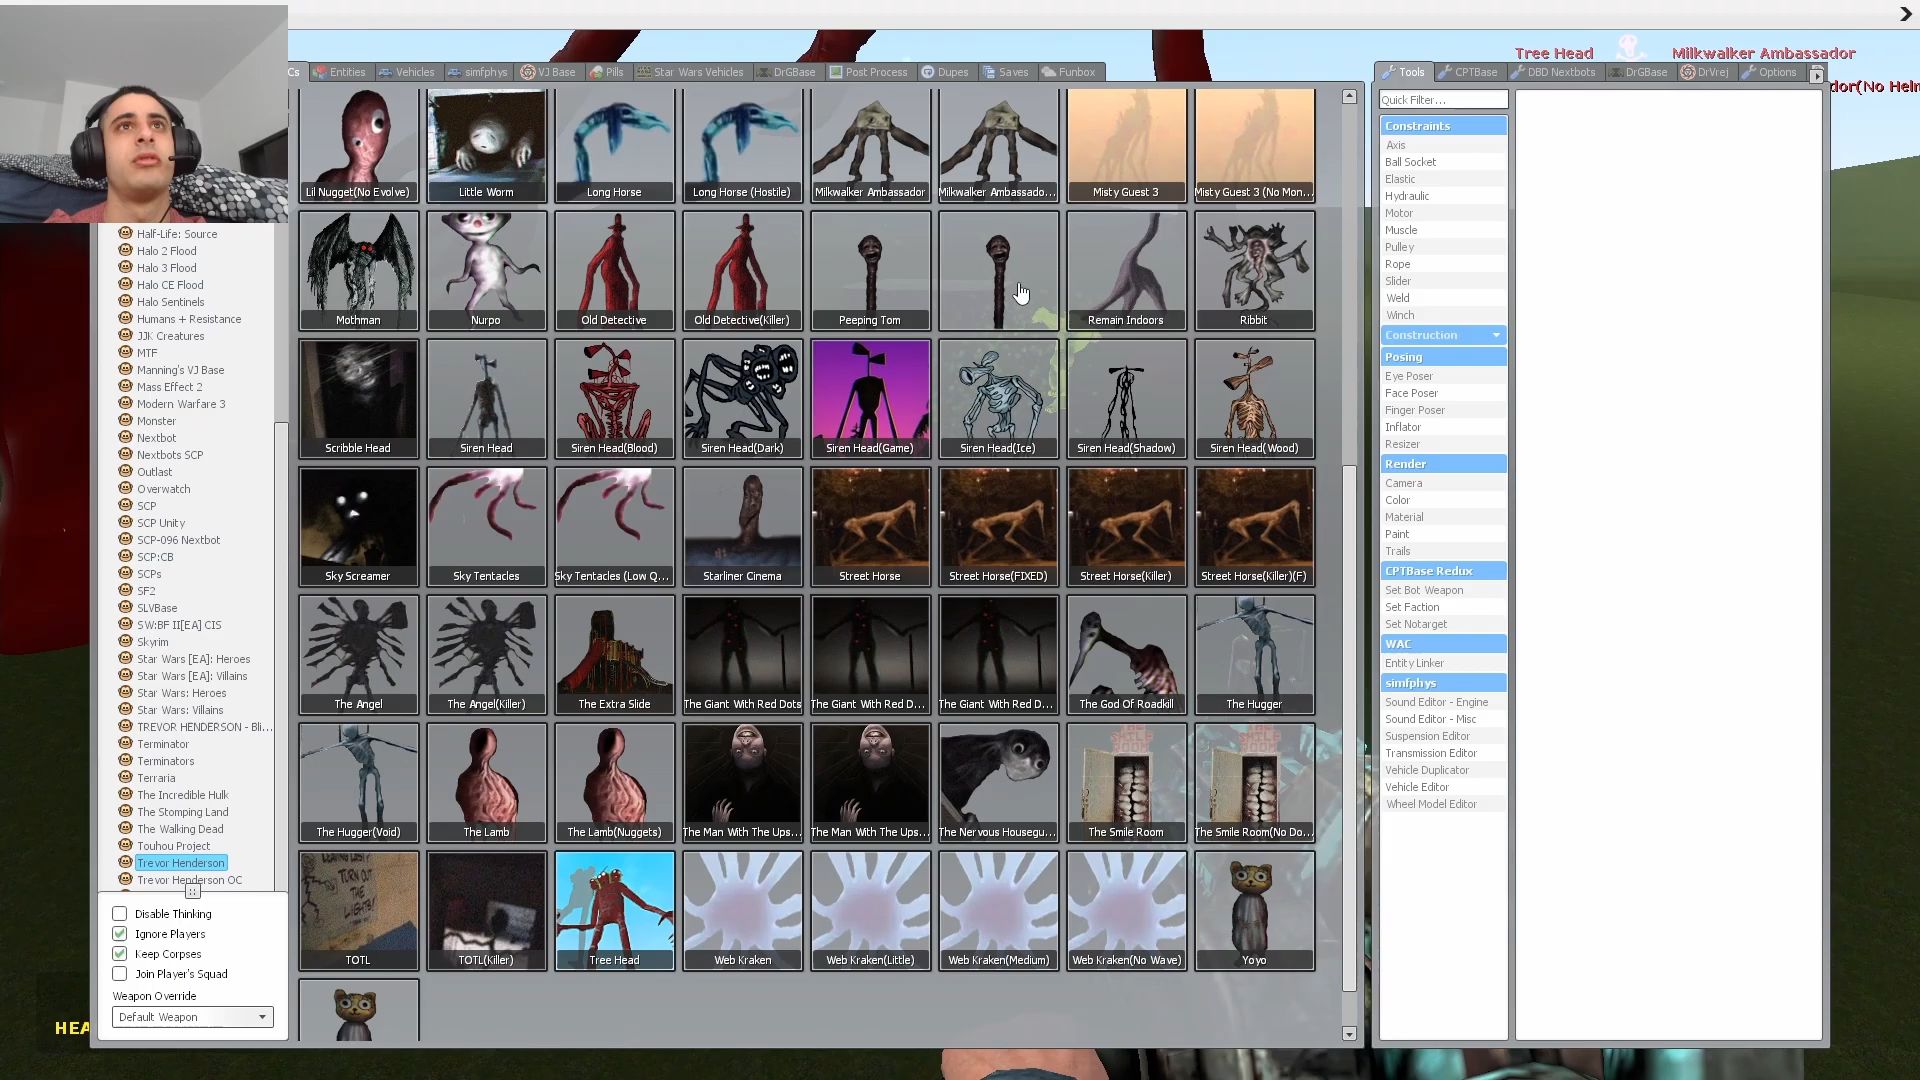 Tree Head
Milkwalker Ambassador
dor(No Heln
Cs
Entities
Vehicles
simfphys
VJ Base
Pills
Star Wars Vehicles
DrGBase
Post Process
Dupes
Saves
Funbox
Tools
CPTBase
DBD Nextbots
DrGBase
DrVrej
Options
Lil Nugget(No Evolve)
Little Worm
Long Horse
Long Horse (Hostile)
Milkwalker Ambassador
Milkwalker Ambassado...
Misty Guest 3
Misty Guest 3 (No Mon...
Mothman
Nurpo
Old Detective
Old Detective(Killer)
Peeping Tom
Remain Indoors
Ribbit
Scribble Head
Siren Head
Siren Head(Blood)
Siren Head(Dark)
Siren Head(Game)
Siren Head(Ice)
Siren Head(Shadow)
Siren Head(Wood)
Sky Screamer
Sky Tentacles
Sky Tentacles (Low Q...
Starliner Cinema
Street Horse
Street Horse(FIXED)
Street Horse(Killer)
Street Horse(Killer)(F)
The Angel
The Angel(Killer)
The Extra Slide
The Giant With Red Dots
The Giant With Red D...
The Giant With Red D...
The God Of Roadkill
The Hugger
The Hugger(Void)
The Lamb
The Lamb(Nuggets)
The Man With The Ups...
The Man With The Ups...
The Nervous Housegu...
The Smile Room
The Smile Room(No Do...
TURN OUT
THE
LIGHTS
TOTL
TOTL(Killer)
Tree Head
Web Kraken
Web Kraken(Little)
Web Kraken(Medium)
Web Kraken(No Wave)
Yoyo
Half-Life: Source
Halo 2 Flood
Halo 3 Flood
Halo CE Flood
Halo Sentinels
Humans + Resistance
JJK Creatures
MTF
Manning's VJ Base
Mass Effect 2
Modern Warfare 3
Monster
Nextbot
Nextbots SCP
Outlast
Overwatch
SCP
SCP Unity
SCP-096 Nextbot
SCP:CB
SCPs
SF2
SLVBase
SW:BF II[EA] CIS
Skyrim
Star Wars [EA]: Heroes
Star Wars [EA]: Villains
Star Wars: Heroes
Star Wars: Villains
TREVOR HENDERSON - Bli...
Terminator
Terminators
Terraria
The Incredible Hulk
The Stomping Land
The Walking Dead
Touhou Project
Trevor Henderson
Trevor Henderson OC
Disable Thinking
Ignore Players
Keep Corpses
Join Player's Squad
Weapon Override
Default Weapon
HEA
Quick Filter...
Constraints
Axis
Ball Socket
Elastic
Hydraulic
Motor
Muscle
Pulley
Rope
Slider
Weld
Winch
Construction
Posing
Eye Poser
Face Poser
Finger Poser
Inflator
Resizer
Render
Camera
Color
Material
Paint
Trails
CPTBase Redux
Set Bot Weapon
Set Faction
Set Notarget
WAC
Entity Linker
simfphys
Sound Editor - Engine
Sound Editor - Misc
Suspension Editor
Transmission Editor
Vehicle Duplicator
Vehicle Editor
Wheel Model Editor